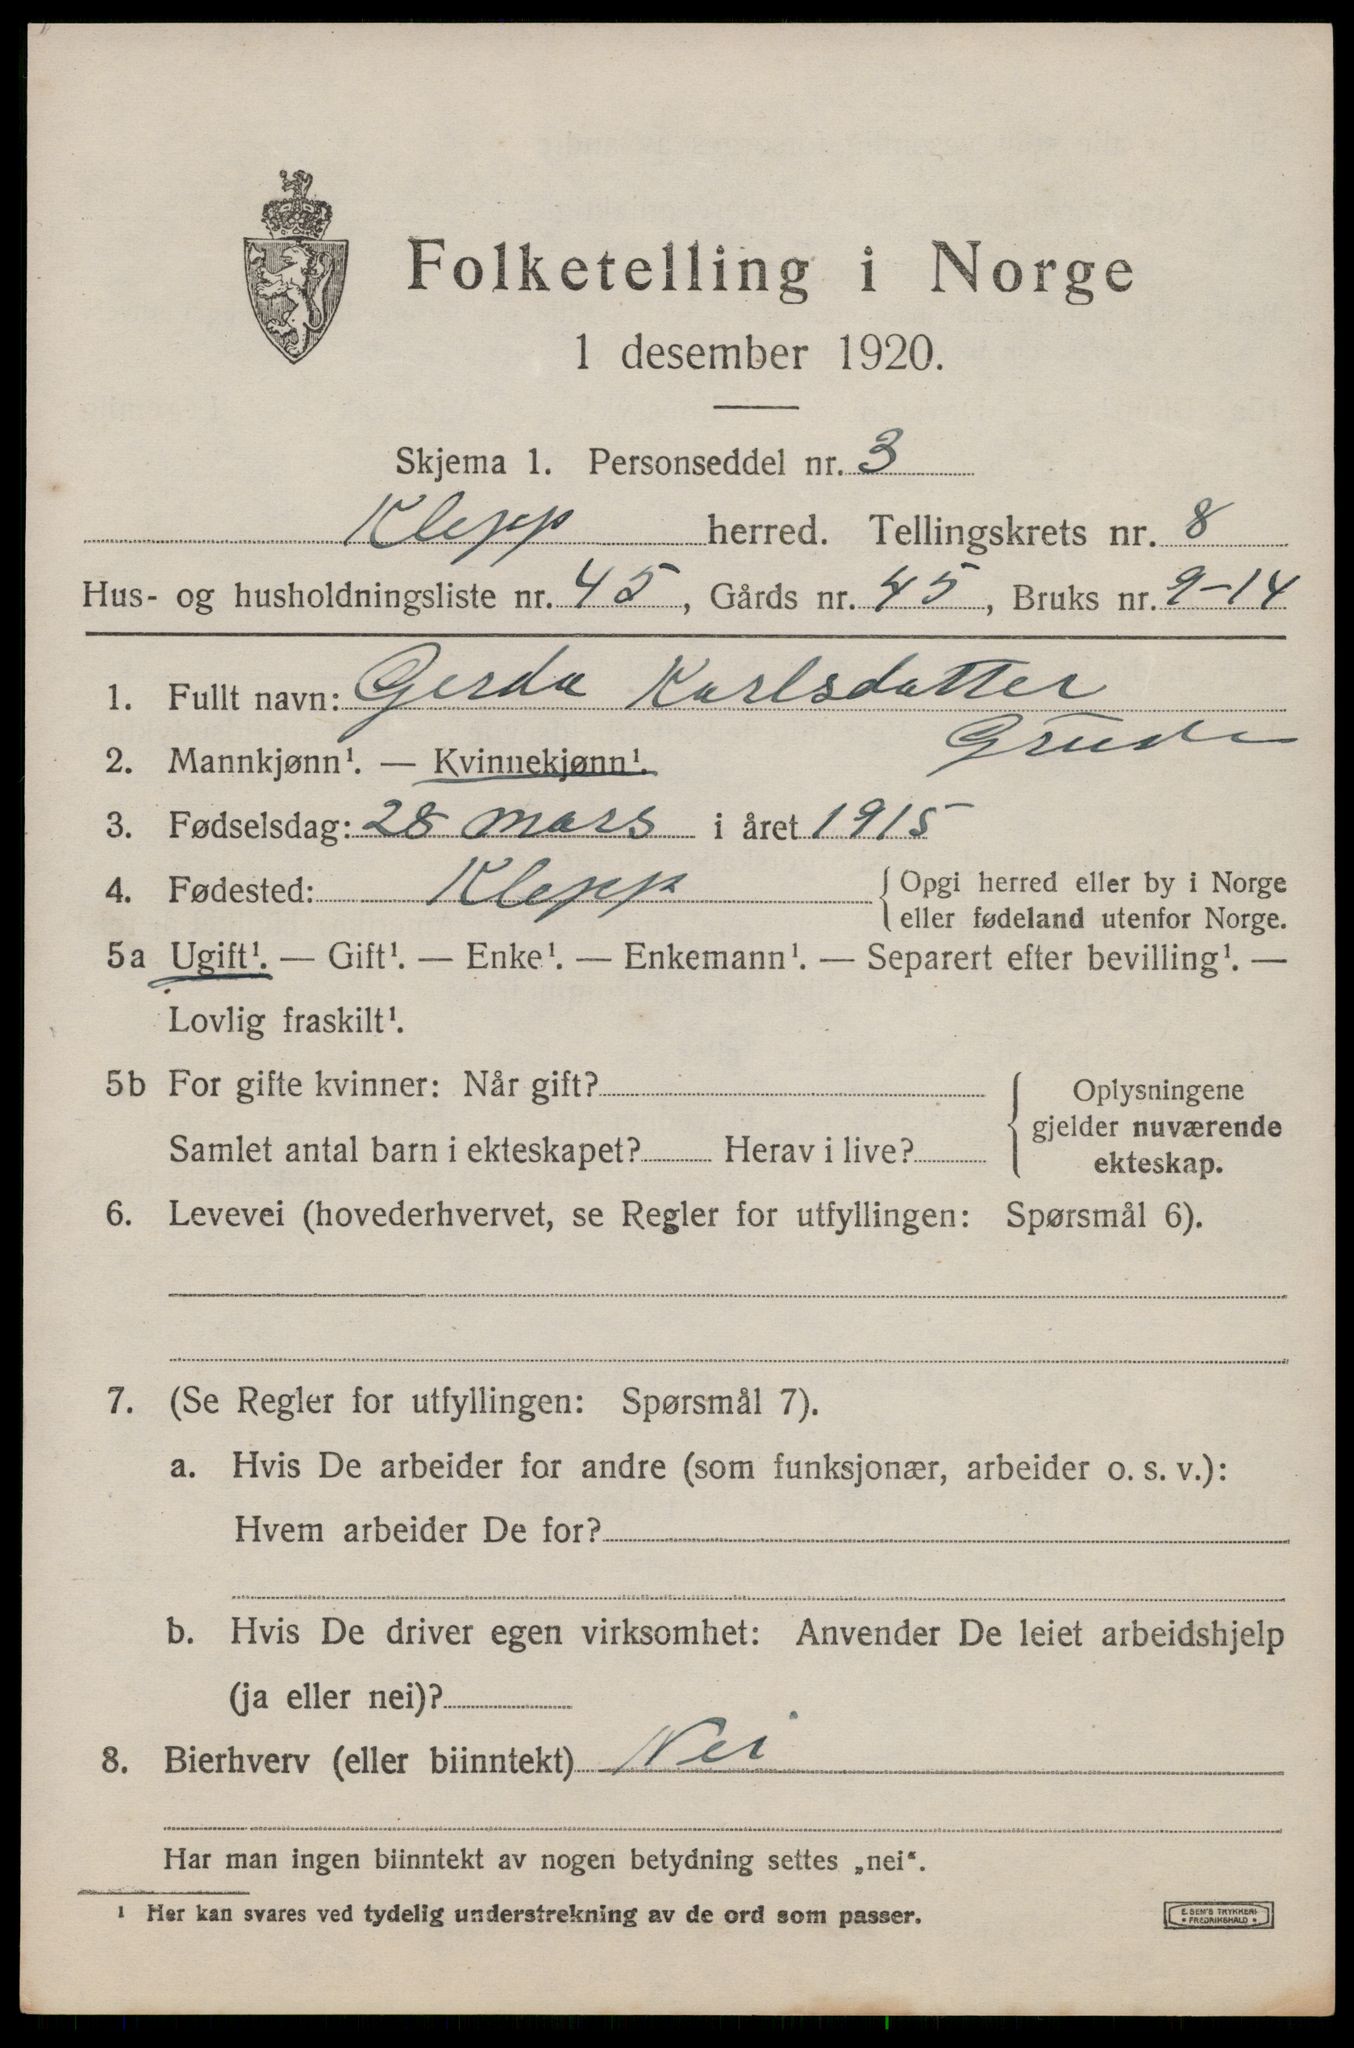 Folketelling i Norge
1 desember 1920.
Skjema 1. Personseddel nr. 3
Klepp herred. Tellingskrets nr. 8
Hus- og husholdningsliste nr. 45, Gårds nr. 45, Bruks nr. 9-14
1. Fullt navn: Gerda Karlsdatter
Grude
2. Mannkjønn¹. — Kvinnekjønn¹.
3. Fødselsdag: 28 mars i året 1915
4. Fødested: Klepp { Opgi herred eller by i Norge
eller fødeland utenfor Norge.
5a Ugift¹. — Gift¹. — Enke¹. — Enkemann¹. — Separert efter bevilling¹. —
Lovlig fraskilt¹.
5b For gifte kvinner: Når gift?
Samlet antal barn i ekteskapet? Herav i live?
Oplysningene
gjelder nuværende
ekteskap.
6. Levevei (hovederhvervet, se Regler for utfyllingen: Spørsmål 6).
7. (Se Regler for utfyllingen: Spørsmål 7).
a. Hvis De arbeider for andre (som funksjonær, arbeider o. s. v.):
Hvem arbeider De for?
b. Hvis De driver egen virksomhet: Anvender De leiet arbeidshjelp
(ja eller nei)?
8. Bierhverv (eller biinntekt) Nei
Har man ingen biinntekt av nogen betydning settes „nei“.
¹ Her kan svares ved tydelig understrekning av de ord som passer.
E. SEM'S TRYKKERI
• FREDRIKSHALD •